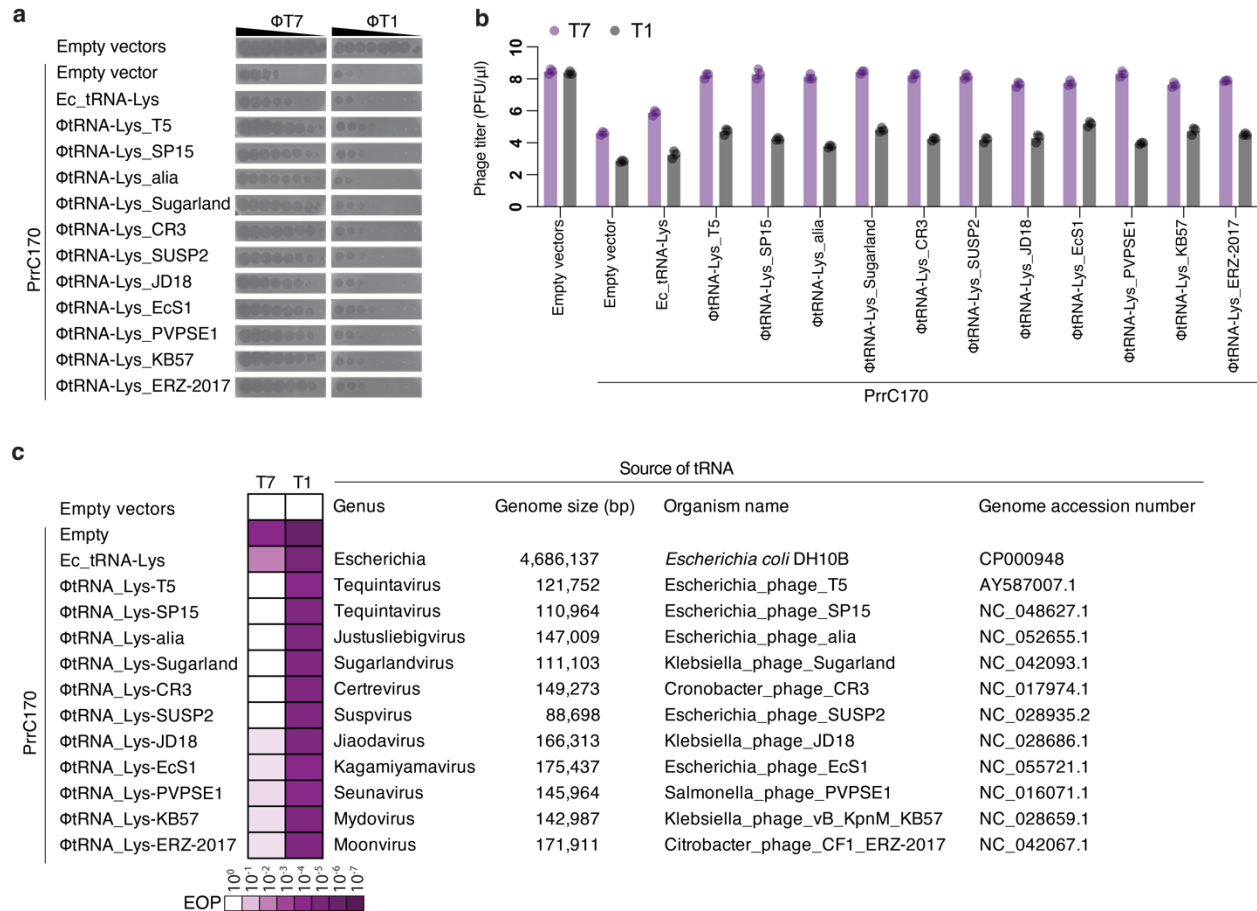 a
ΦT7 ΦT1
Empty vectors
Empty vector
Ec_tRNA-Lys
ΦtRNA-Lys_T5
ΦtRNA-Lys_SP15
ΦtRNA-Lys_alia
ΦtRNA-Lys_Sugarland
ΦtRNA-Lys_CR3
ΦtRNA-Lys_SUSP2
ΦtRNA-Lys_JD18
ΦtRNA-Lys_EcS1
ΦtRNA-Lys_PVPSE1
ΦtRNA-Lys_KB57
ΦtRNA-Lys_ERZ-2017
PrrC170
b
T7 T1
Phage titer (PFU/µl)
10
8
6
4
2
0
Empty vectors
Empty vector
Ec_tRNA-Lys
ΦtRNA-Lys_T5
ΦtRNA-Lys_SP15
ΦtRNA-Lys_alia
ΦtRNA-Lys_Sugarland
ΦtRNA-Lys_CR3
ΦtRNA-Lys_SUSP2
ΦtRNA-Lys_JD18
ΦtRNA-Lys_EcS1
ΦtRNA-Lys_PVPSE1
ΦtRNA-Lys_KB57
ΦtRNA-Lys_ERZ-2017
PrrC170
c
Source of tRNA
T7 T1
Empty vectors Genus Genome size (bp) Organism name Genome accession number
Empty
Ec_tRNA-Lys Escherichia 4,686,137 Escherichia coli DH10B CP000948
ΦtRNA_Lys-T5 Tequintavirus 121,752 Escherichia_phage_T5 AY587007.1
ΦtRNA_Lys-SP15 Tequintavirus 110,964 Escherichia_phage_SP15 NC_048627.1
ΦtRNA_Lys-alia Justusliebigvirus 147,009 Escherichia_phage_alia NC_052655.1
ΦtRNA_Lys-Sugarland Sugarlandvirus 111,103 Klebsiella_phage_Sugarland NC_042093.1
ΦtRNA_Lys-CR3 Certrevirus 149,273 Cronobacter_phage_CR3 NC_017974.1
ΦtRNA_Lys-SUSP2 Suspvirus 88,698 Escherichia_phage_SUSP2 NC_028935.2
ΦtRNA_Lys-JD18 Jiaodavirus 166,313 Klebsiella_phage_JD18 NC_028686.1
ΦtRNA_Lys-EcS1 Kagamiyamavirus 175,437 Escherichia_phage_EcS1 NC_055721.1
ΦtRNA_Lys-PVPSE1 Seunavirus 145,964 Salmonella_phage_PVPSE1 NC_016071.1
ΦtRNA_Lys-KB57 Mydovirus 142,987 Klebsiella_phage_vB_KpnM_KB57 NC_028659.1
ΦtRNA_Lys-ERZ-2017 Moonvirus 171,911 Citrobacter_phage_CF1_ERZ-2017 NC_042067.1
PrrC170
EOP 10⁰ 10⁻¹ 10⁻² 10⁻³ 10⁻⁴ 10⁻⁵ 10⁻⁶ 10⁻⁷